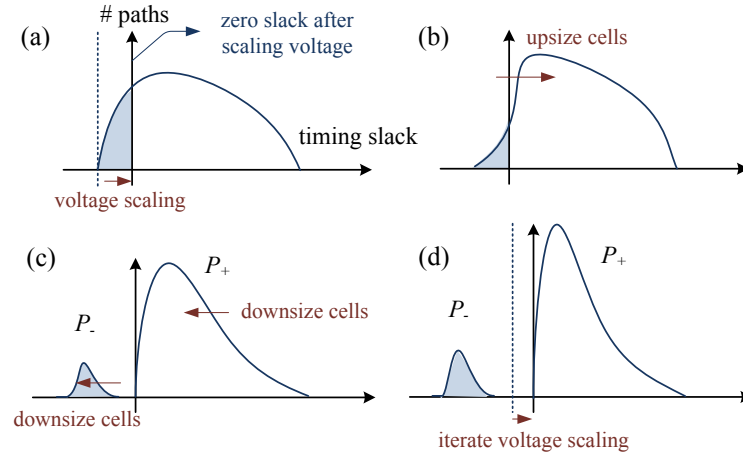 (a)
# paths
zero slack after
scaling voltage
timing slack
voltage scaling
(b)
upsize cells
(c)
P₊
P₋
downsize cells
downsize cells
(d)
P₊
P₋
iterate voltage scaling